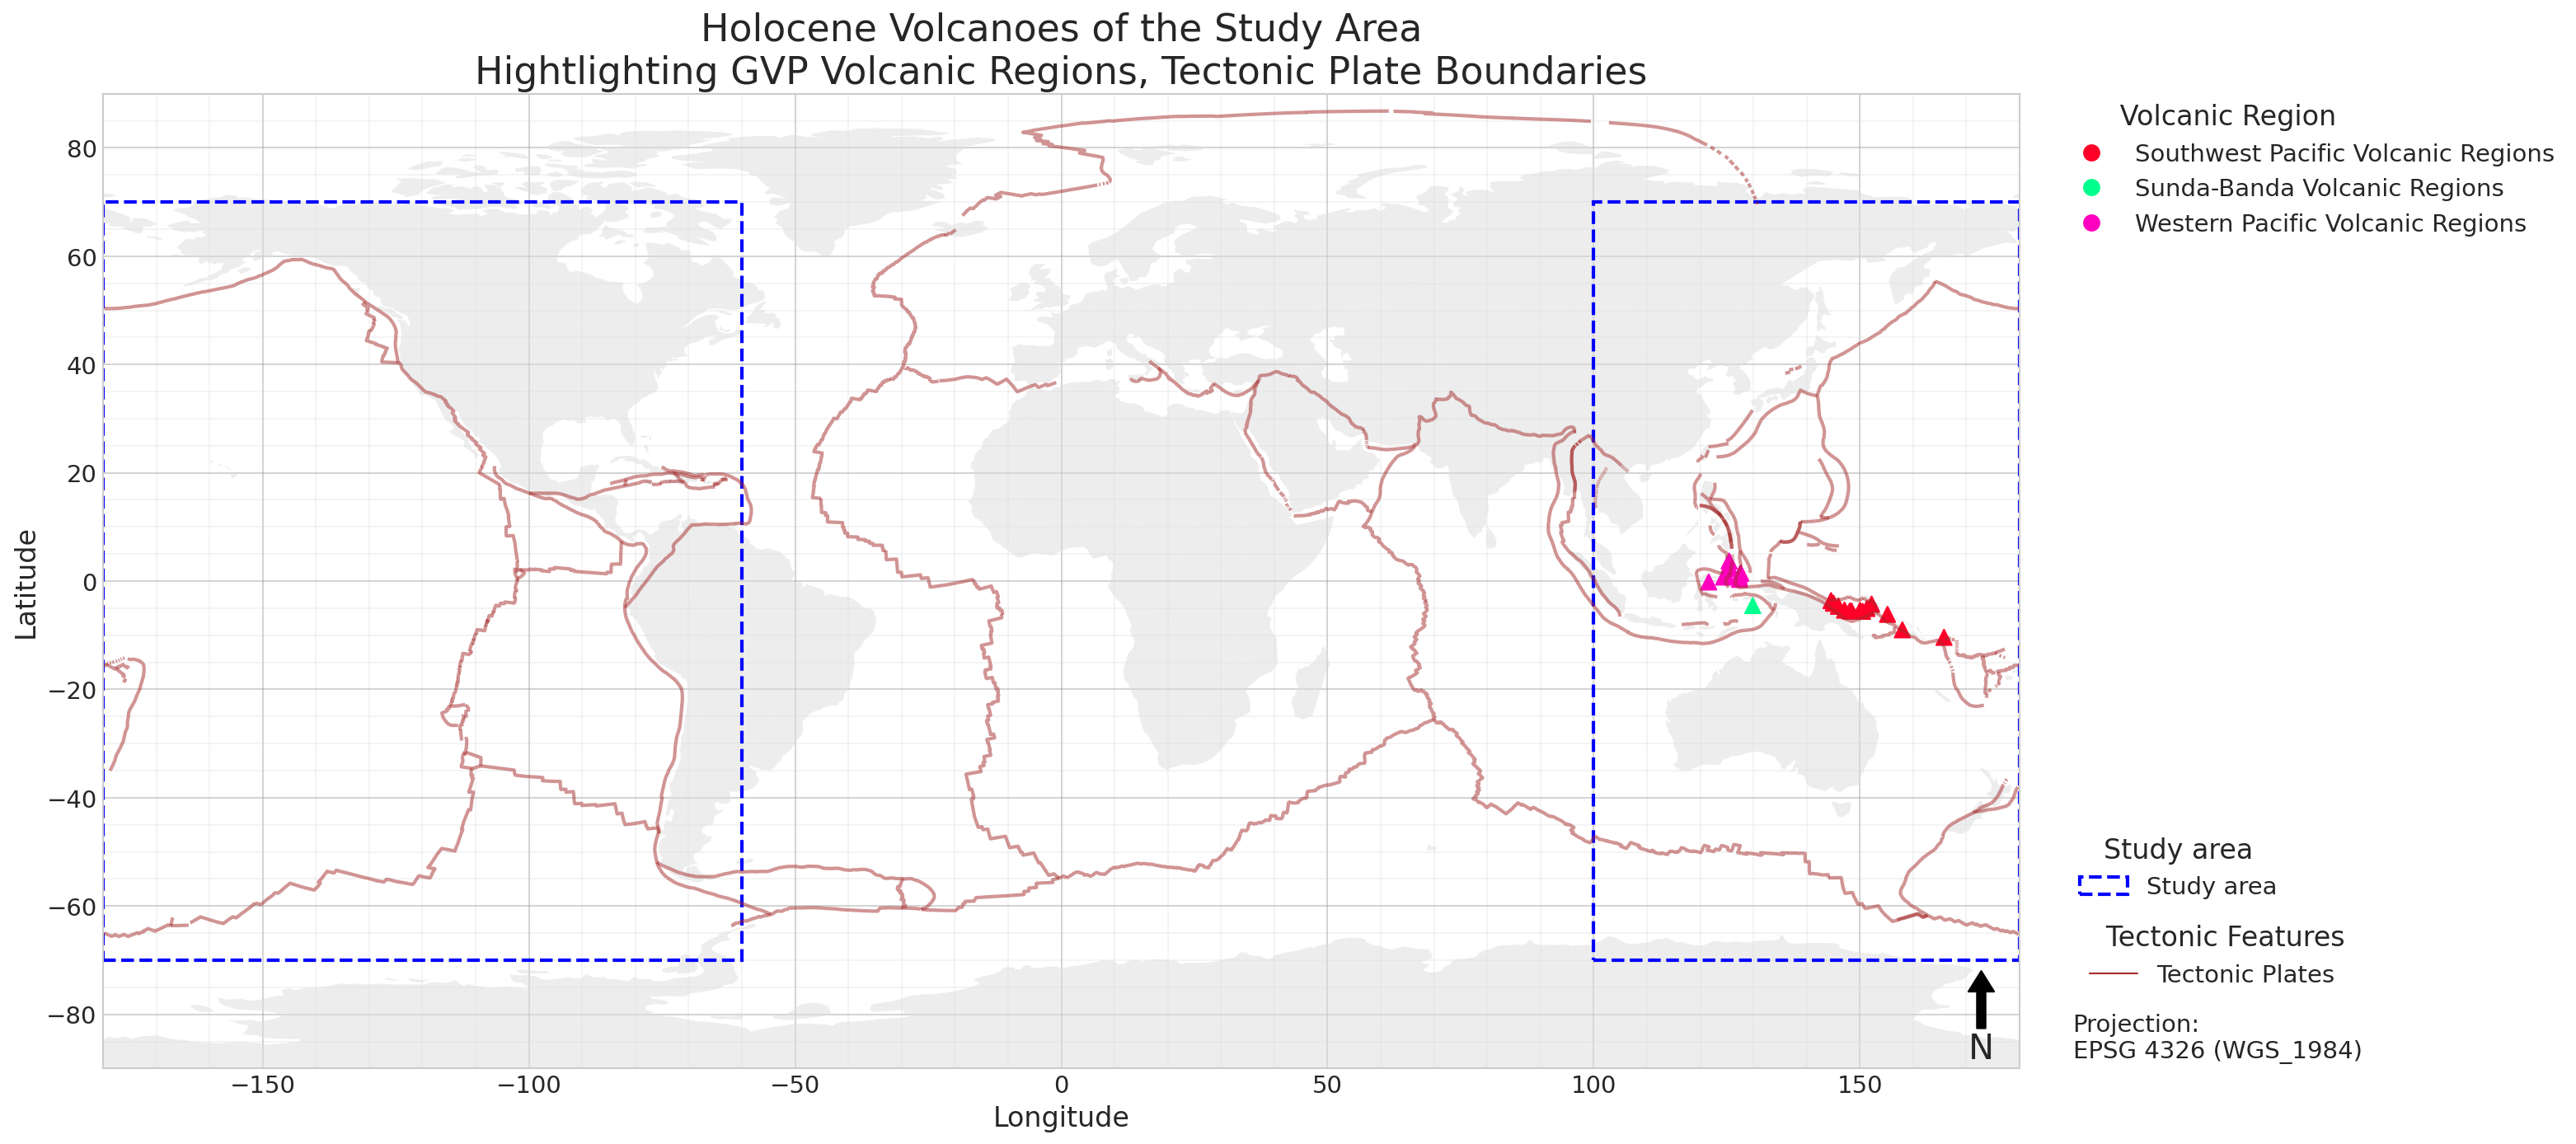 Holocene Volcanoes of the Study Area
Hightlighting GVP Volcanic Regions, Tectonic Plate Boundaries
Volcanic Region
Southwest Pacific Volcanic Regions
Sunda-Banda Volcanic Regions
Western Pacific Volcanic Regions
80
60
40
20
0
−20
−40
−60
−80
Latitude
−150
−100
−50
0
50
100
150
Longitude
N
Study area
Study area
Tectonic Features
Tectonic Plates
Projection:
EPSG 4326 (WGS_1984)